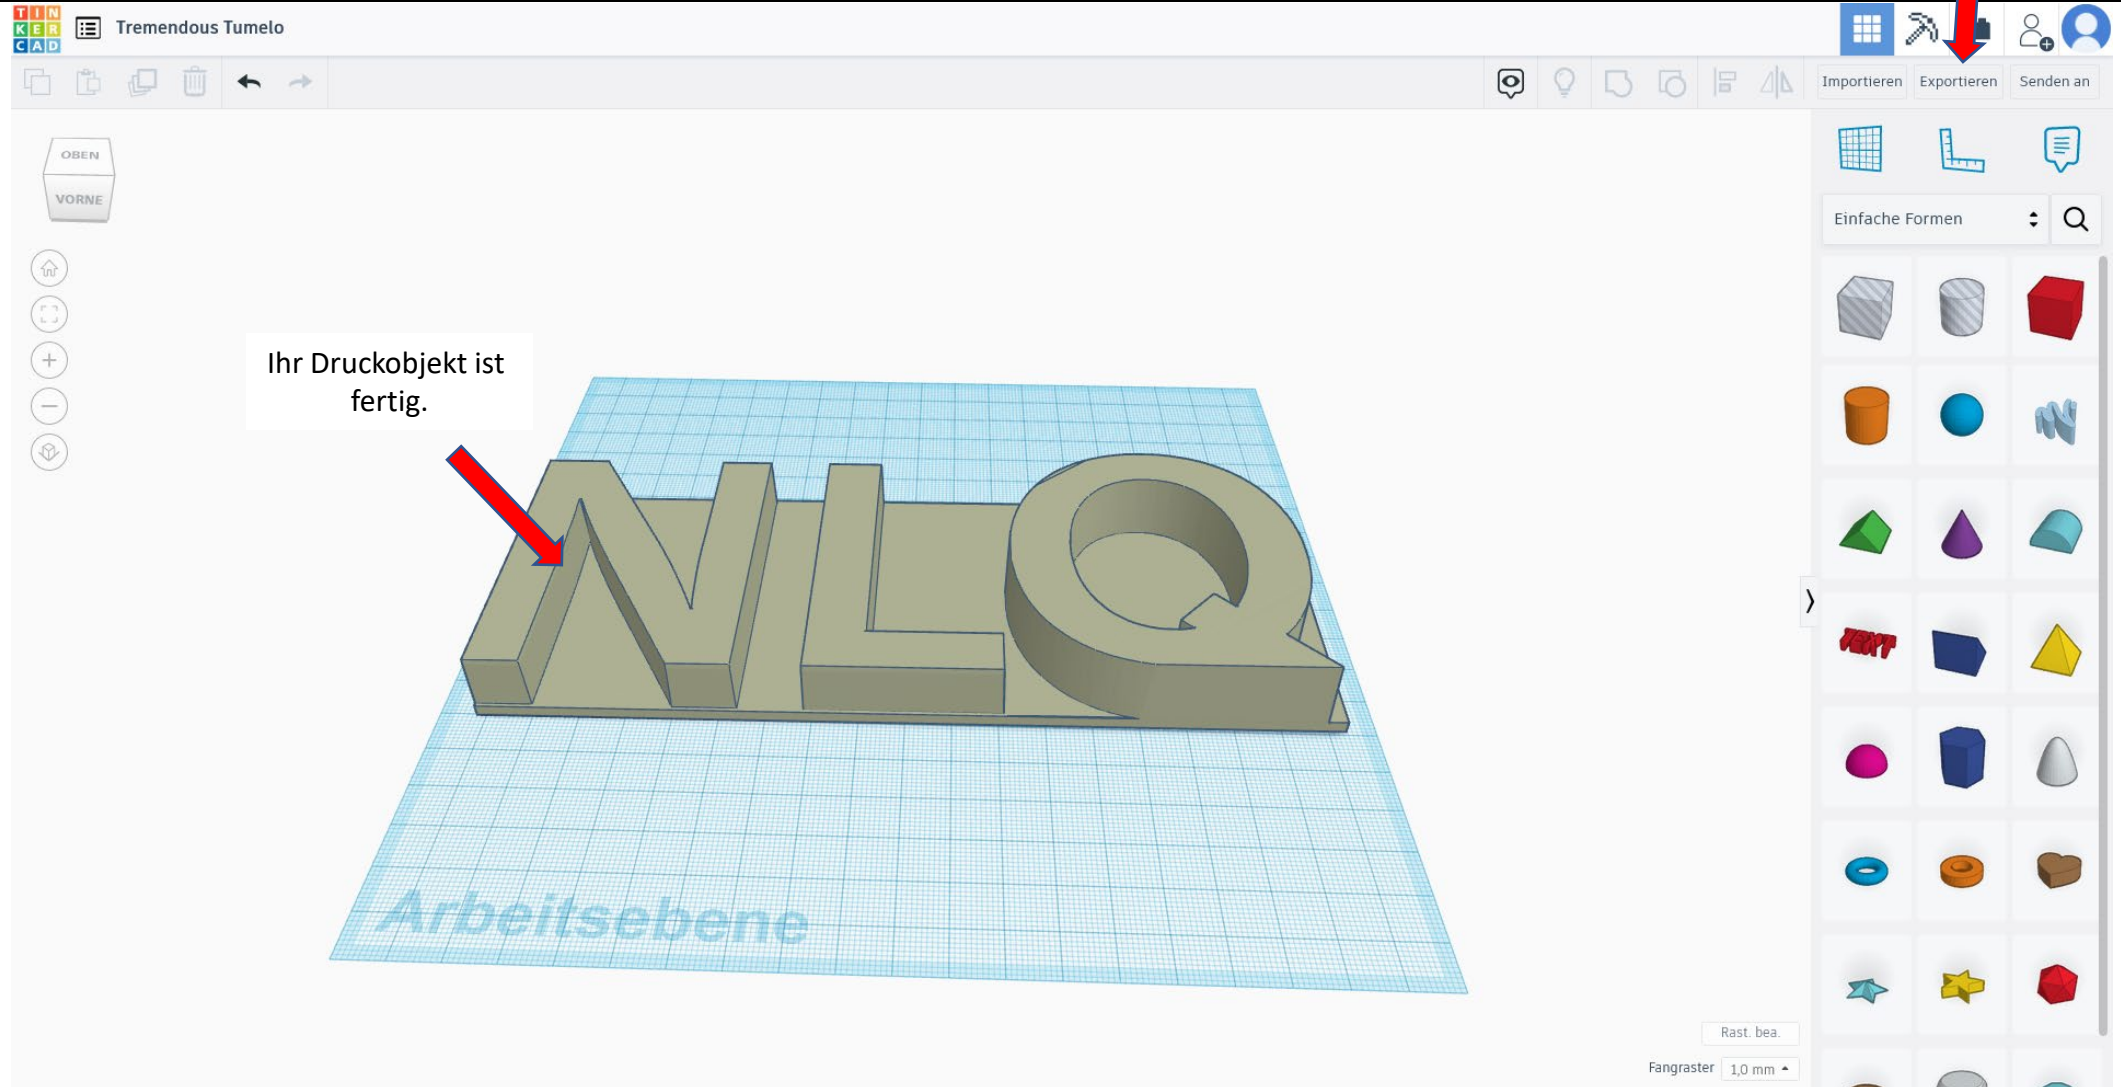 TIN
KER
CAD
Tremendous Tumelo
Importieren
Exportieren
Senden an
OBEN
VORNE
Einfache Formen
Ihr Druckobjekt ist
fertig.
NLQ
TEXT
Arbeitsebene
Rast. bea.
Fangraster 1,0 mm